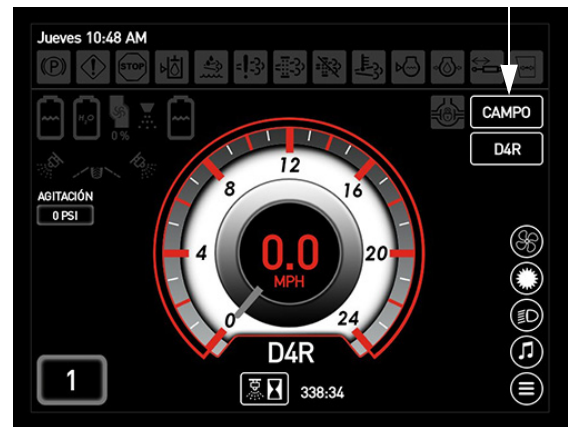 Jueves 10:48 AM
(P)
STOP
H₂O
0 %
CAMPO
D4R
AGITACIÓN
0 PSI
0
4
8
12
16
20
24
0.0
MPH
D4R
1
338:34